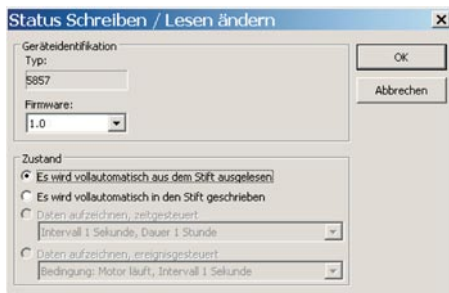 Status Schreiben / Lesen ändern
Geräteidentifikation
Typ:
5857
Firmware:
1.0
OK
Abbrechen
Zustand
Es wird vollautomatisch aus dem Stift ausgelesen
Es wird vollautomatisch in den Stift geschrieben
Daten aufzeichnen, zeitgesteuert
Intervall 1 Sekunde, Dauer 1 Stunde
Daten aufzeichnen, ereignisgesteuert
Bedingung: Motor läuft, Intervall 1 Sekunde